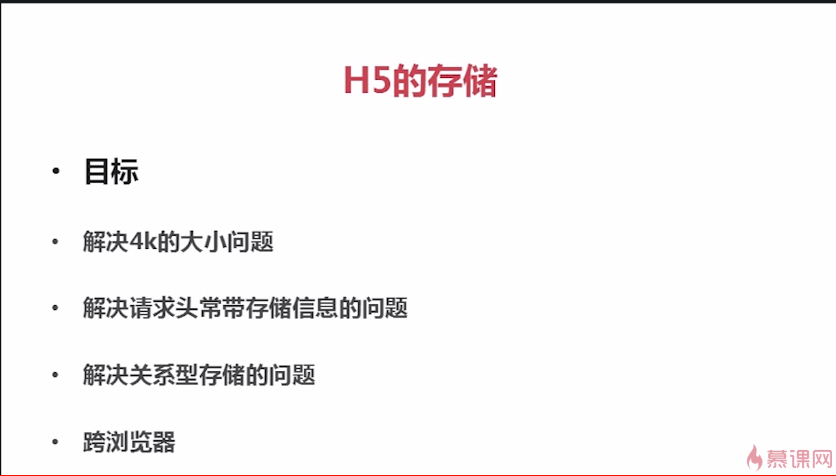 H5的存储
• 目标
• 解决4k的大小问题
• 解决请求头常带存储信息的问题
• 解决关系型存储的问题
• 跨浏览器
慕课网